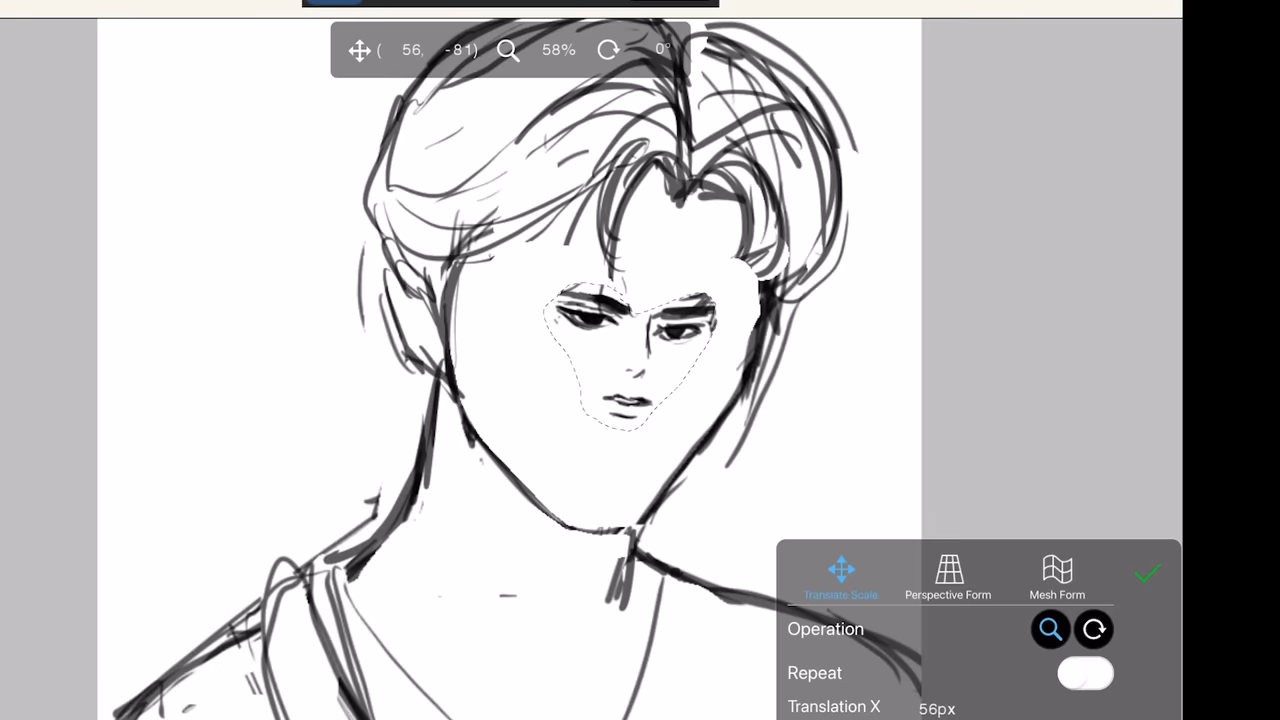 ( 56, -81) 58% 0°
Translate Scale Perspective Form Mesh Form
Operation
Repeat
Translation X 56px